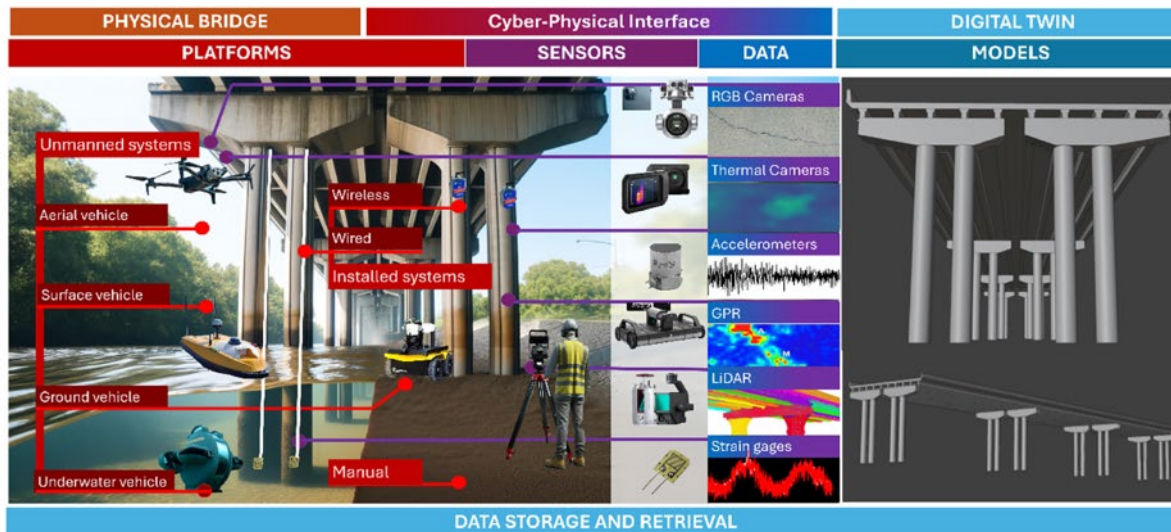 PHYSICAL BRIDGE
Cyber-Physical Interface
DIGITAL TWIN
PLATFORMS
SENSORS
DATA
MODELS
RGB Cameras
Unmanned systems
Thermal Cameras
Wireless
Aerial vehicle
Wired
Accelerometers
Installed systems
Surface vehicle
GPR
LiDAR
Ground vehicle
Strain gages
Manual
Underwater vehicle
DATA STORAGE AND RETRIEVAL